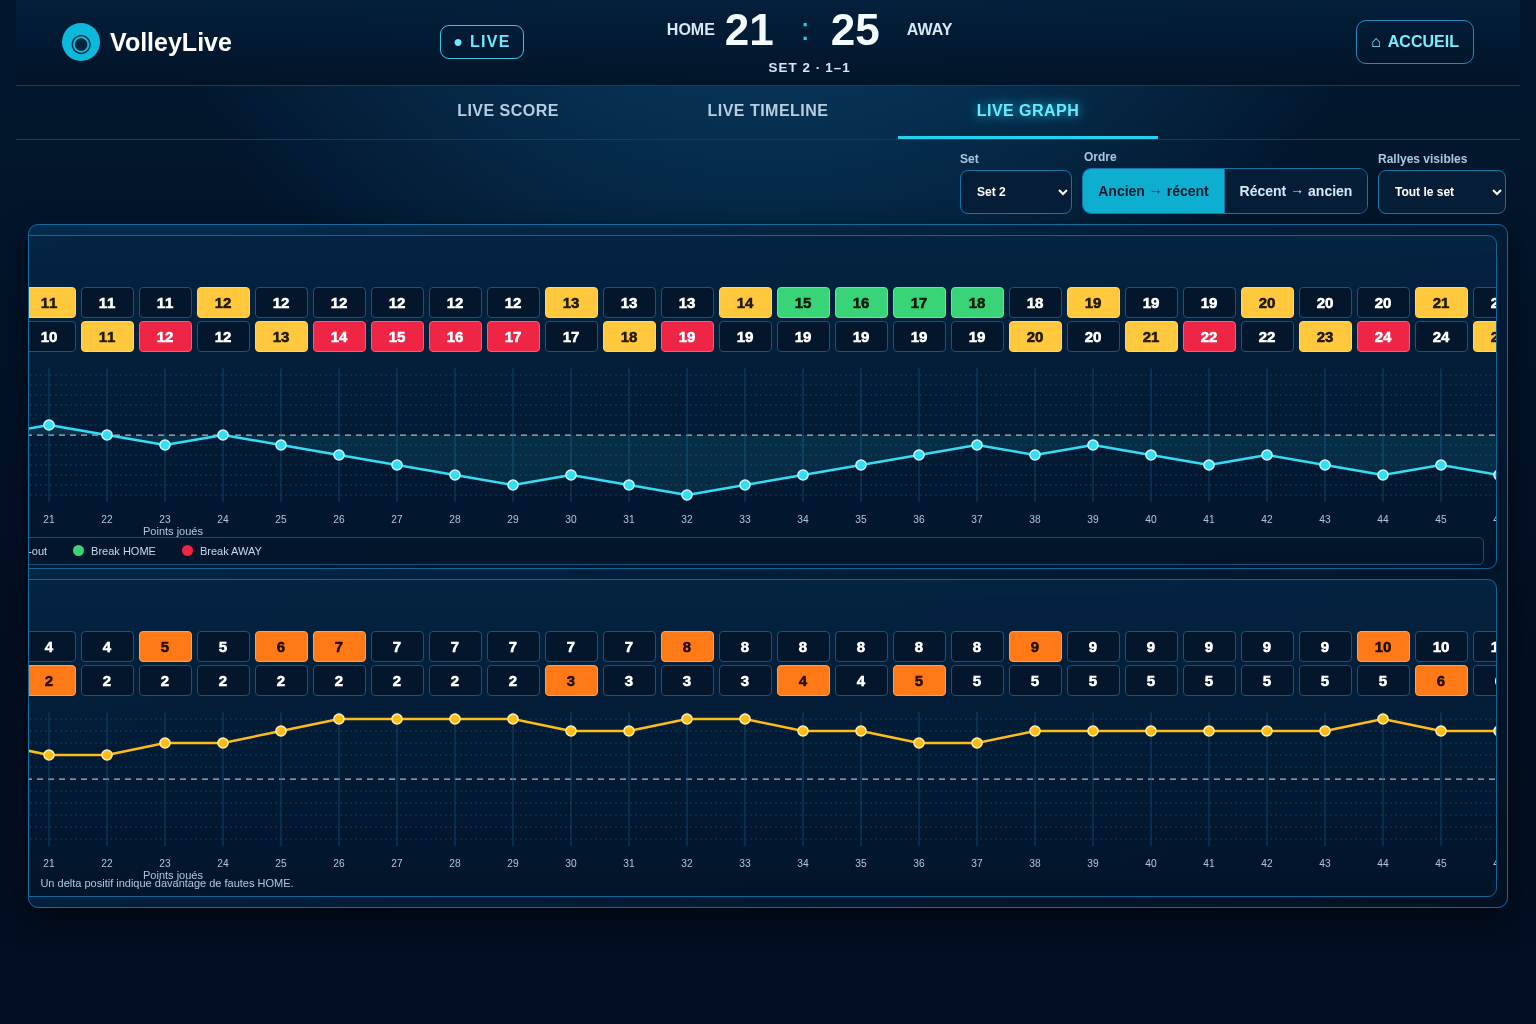 VolleyLive
● LIVE
HOME 21 : 25 AWAY
SET 2 · 1–1
⌂ ACCUEIL
LIVE SCORE LIVE TIMELINE LIVE GRAPH
Set Ordre Rallyes visibles
Set 2 Ancien → récent Récent → ancien Tout le set
11 11 11 12 12 12 12 12 12 13 13 13 14 15 16 17 18 18 19 19 19 20 20 20 21
10 11 12 12 13 14 15 16 17 17 18 19 19 19 19 19 19 20 20 21 22 22 23 24 24
21 22 23 24 25 26 27 28 29 30 31 32 33 34 35 36 37 38 39 40 41 42 43 44 45
Points joués
-out Break HOME Break AWAY
4 4 5 5 6 7 7 7 7 7 7 8 8 8 8 8 8 9 9 9 9 9 9 10 10
2 2 2 2 2 2 2 2 2 3 3 3 3 4 4 5 5 5 5 5 5 5 5 5 6
21 22 23 24 25 26 27 28 29 30 31 32 33 34 35 36 37 38 39 40 41 42 43 44 45
Points joués
Un delta positif indique davantage de fautes HOME.